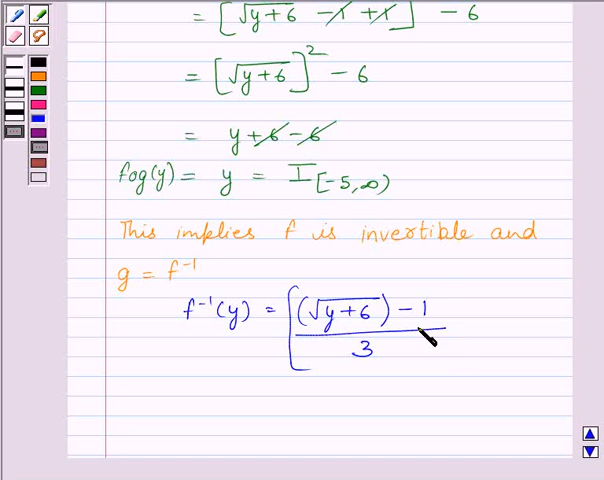 = [√y+6 -1 +1] - 6
= [√y+6]² - 6
= y+6-6
fog(y) = y = I[-5,∞)
This implies f is invertible and
g = f⁻¹
f⁻¹(y) = [(√y+6) - 1
3